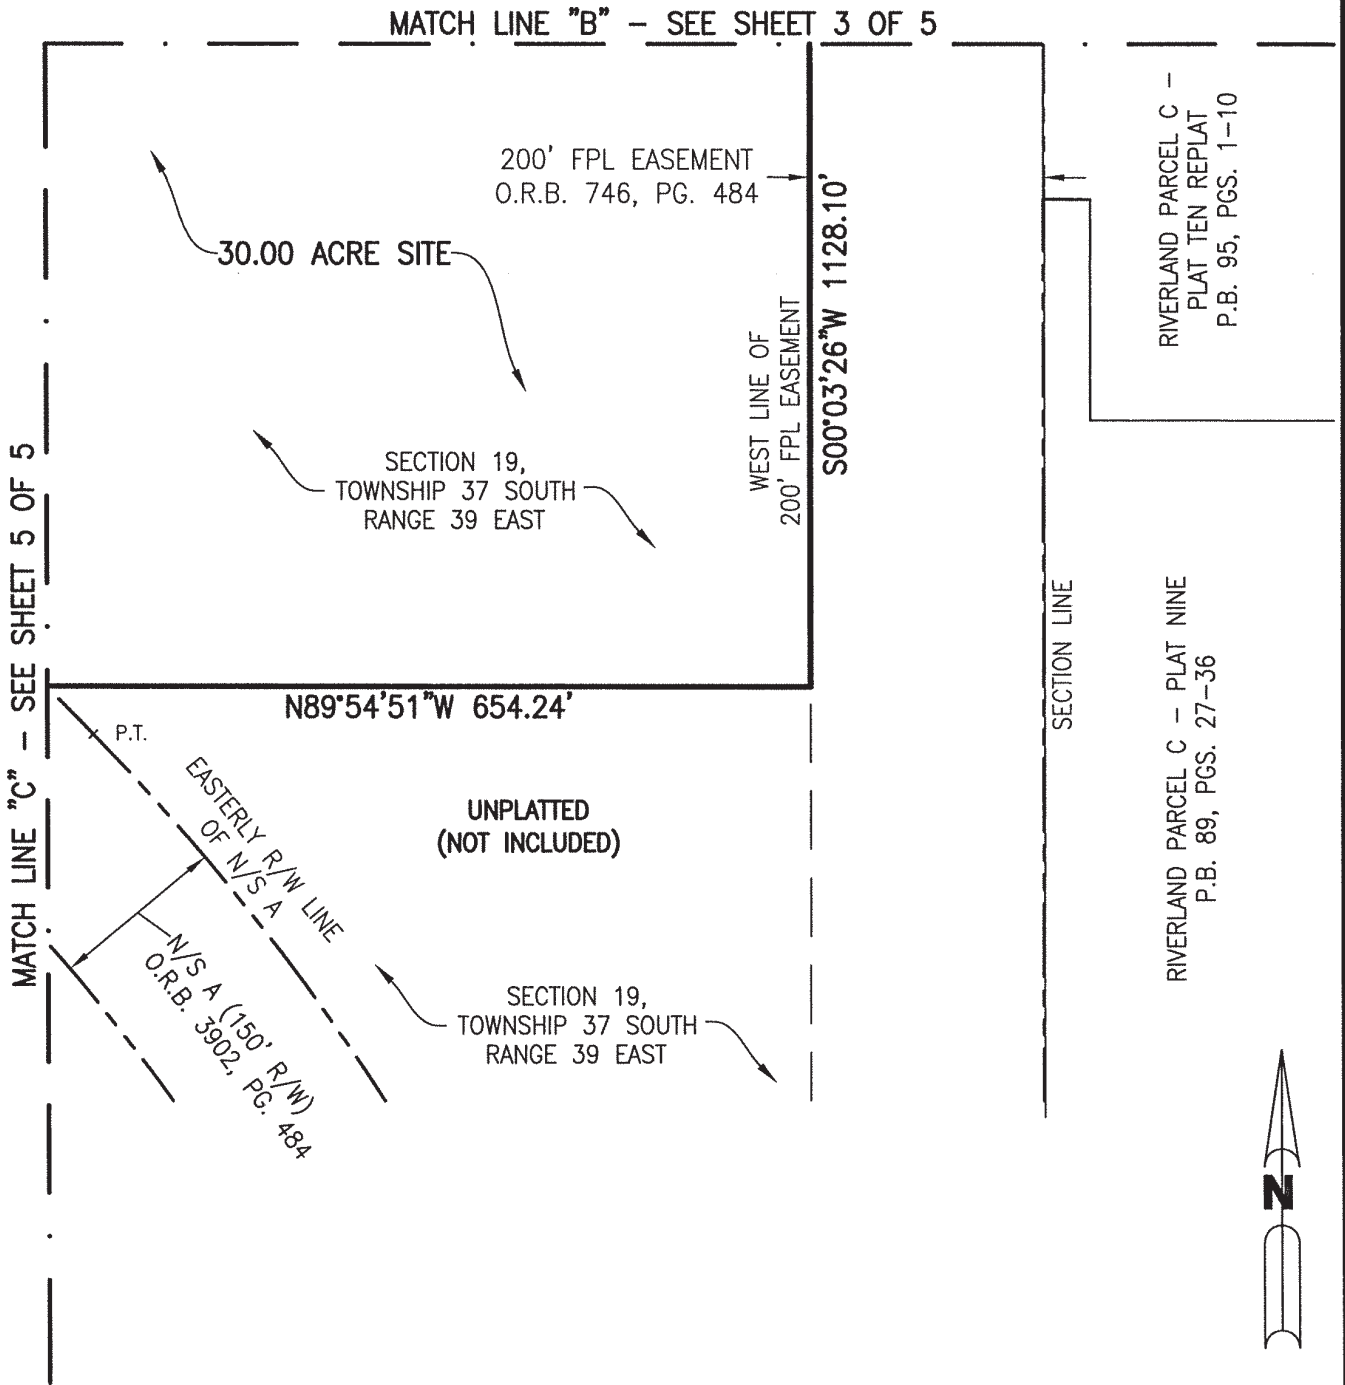 MATCH LINE "B" - SEE SHEET 3 OF 5
200' FPL EASEMENT
O.R.B. 746, PG. 484
30.00 ACRE SITE
S00°03'26"W 1128.10'
WEST LINE OF
200' FPL EASEMENT
RIVERLAND PARCEL C -
PLAT TEN REPLAT
P.B. 95, PGS. 1-10
SECTION 19,
TOWNSHIP 37 SOUTH
RANGE 39 EAST
MATCH LINE "C" - SEE SHEET 5 OF 5
SECTION LINE
RIVERLAND PARCEL C - PLAT NINE
P.B. 89, PGS. 27-36
N89°54'51"W 654.24'
P.T.
EASTERLY R/W LINE
OF N/S A
UNPLATTED
(NOT INCLUDED)
N/S A (150' R/W)
O.R.B. 3902, PG. 484
SECTION 19,
TOWNSHIP 37 SOUTH
RANGE 39 EAST
N